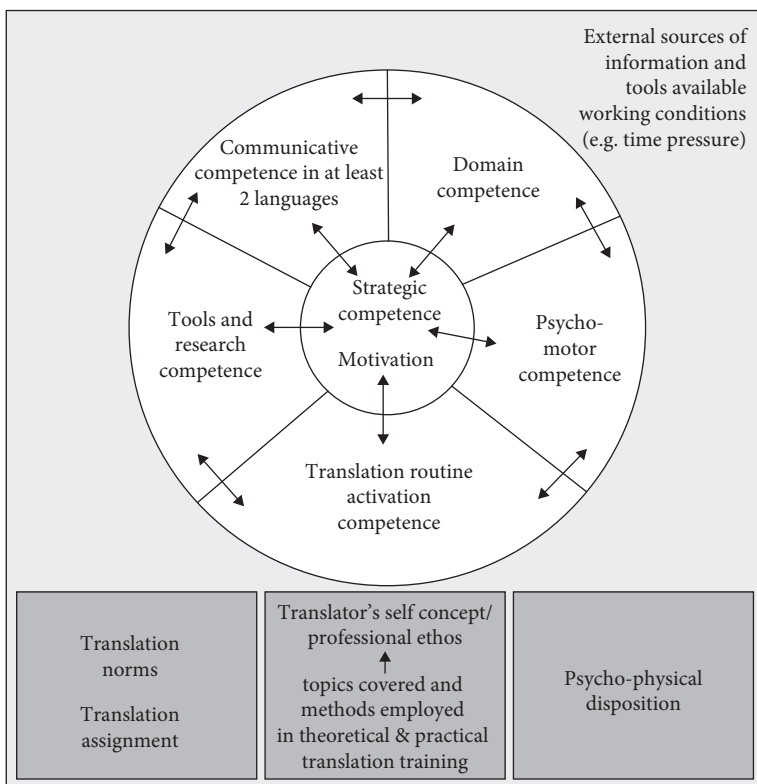 External sources of
information and
tools available
working conditions
(e.g. time pressure)
Communicative
competence in at least
2 languages
Domain
competence
Strategic
competence
Motivation
Tools and
research
competence
Psycho-
motor
competence
Translation routine
activation
competence
Translation
norms
Translation
assignment
Translator’s self concept/
professional ethos
topics covered and
methods employed
in theoretical & practical
translation training
Psycho-physical
disposition